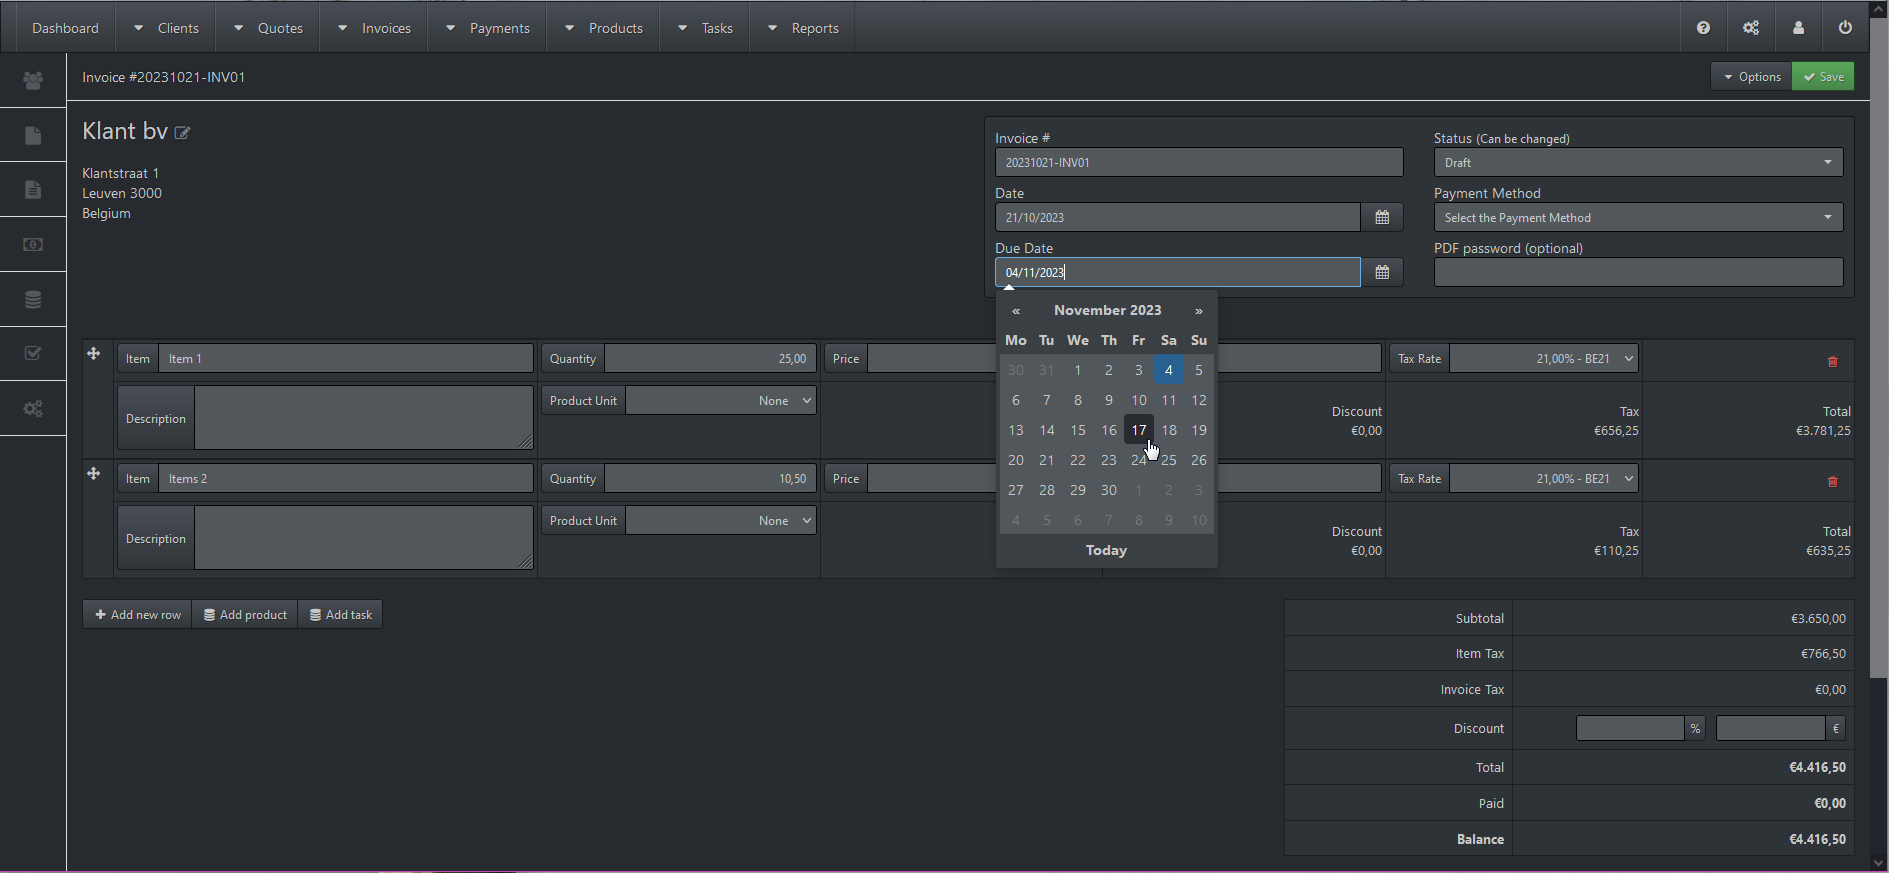 Dashboard Clients Quotes Invoices Payments Products Tasks Reports
Invoice #20231021-INV01
Options Save
Klant bv
Klantstraat 1
Leuven 3000
Belgium
Invoice #
20231021-INV01
Date
21/10/2023
Due Date
04/11/2023
Status (Can be changed)
Draft
Payment Method
Select the Payment Method
PDF password (optional)
« November 2023 »
Mo Tu We Th Fr Sa Su
30 31 1 2 3 4 5
6 7 8 9 10 11 12
13 14 15 16 17 18 19
20 21 22 23 24 25 26
27 28 29 30 1 2 3
4 5 6 7 8 9 10
Today
Item Item 1 Quantity 25,00 Price Tax Rate 21,00% - BE21
Description Product Unit None
Discount Tax Total
€0,00 €656,25 €3.781,25
Item Items 2 Quantity 10,50 Price Tax Rate 21,00% - BE21
Description Product Unit None
Discount Tax Total
€0,00 €110,25 €635,25
Add new row Add product Add task
Subtotal €3.650,00
Item Tax €766,50
Invoice Tax €0,00
Discount % €
Total €4.416,50
Paid €0,00
Balance €4.416,50